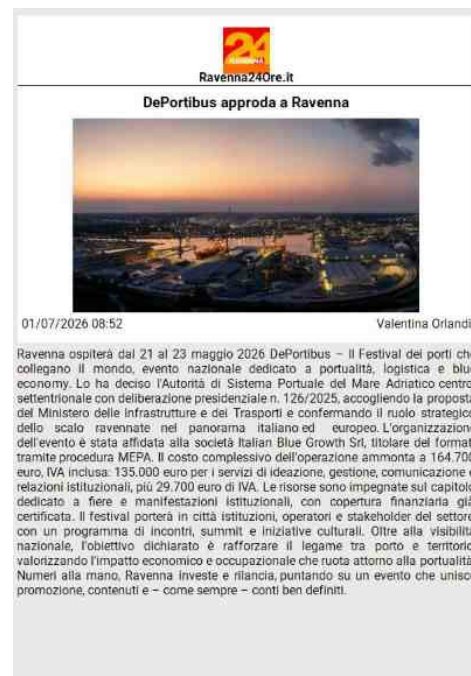 24
RAVENNA
Ravenna24Ore.it
DePortibus approda a Ravenna
01/07/2026 08:52
Valentina Orlandi
Ravenna ospiterà dal 21 al 23 maggio 2026 DePortibus – Il Festival dei porti che
collegano il mondo, evento nazionale dedicato a portualità, logistica e blu
economy. Lo ha deciso l'Autorità di Sistema Portuale del Mare Adriatico centro
settentrionale con deliberazione presidenziale n. 126/2025, accogliendo la proposta
del Ministero delle Infrastrutture e dei Trasporti e confermando il ruolo strategico
dello scalo ravennate nel panorama italiano ed europeo. L'organizzazione
dell'evento è stata affidata alla società Italian Blue Growth Srl, titolare del format
tramite procedura MEPA. Il costo complessivo dell'operazione ammonta a 164.700
euro, IVA inclusa: 135.000 euro per i servizi di ideazione, gestione, comunicazione e
relazioni istituzionali, più 29.700 euro di IVA. Le risorse sono impegnate sul capitolo
dedicato a fiere e manifestazioni istituzionali, con copertura finanziaria già
certificata. Il festival porterà in città istituzioni, operatori e stakeholder del settore
con un programma di incontri, summit e iniziative culturali. Oltre alla visibilità
nazionale, l'obiettivo dichiarato è rafforzare il legame tra porto e territorio
valorizzando l'impatto economico e occupazionale che ruota attorno alla portualità
Numeri alla mano, Ravenna investe e rilancia, puntando su un evento che unisce
promozione, contenuti e – come sempre – conti ben definiti.